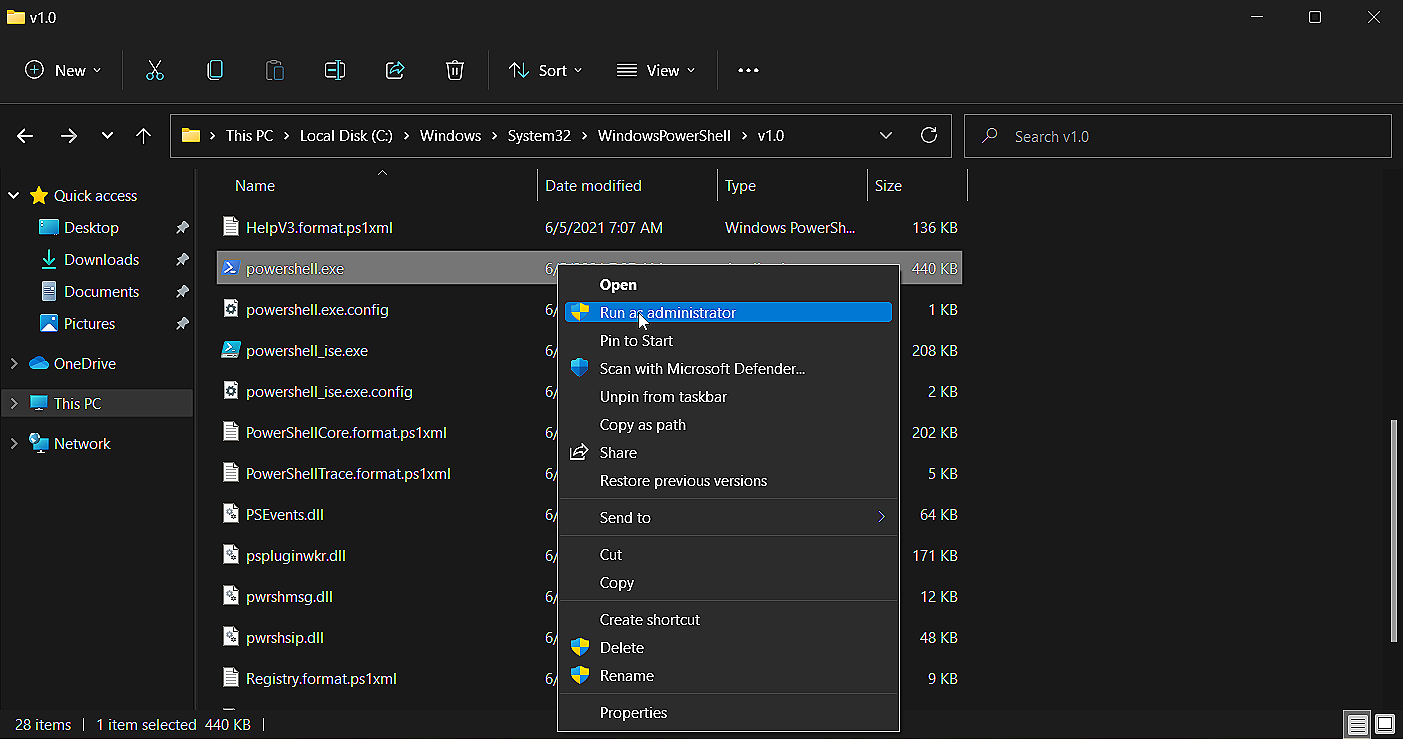 v1.0
New Sort View
This PC Local Disk (C:) Windows System32 WindowsPowerShell v1.0 Search v1.0
Quick access
Desktop
Downloads
Documents
Pictures
OneDrive
This PC
Network
Name Date modified Type Size
HelpV3.format.ps1xml 6/5/2021 7:07 AM Windows PowerSh... 136 KB
powershell.exe 6/ 440 KB
powershell.exe.config 6/ 1 KB
powershell_ise.exe 6/ 208 KB
powershell_ise.exe.config 6/ 2 KB
PowerShellCore.format.ps1xml 6/ 202 KB
PowerShellTrace.format.ps1xml 6/ 5 KB
PSEvents.dll 6/ 64 KB
pspluginwkr.dll 6/ 171 KB
pwrshmsg.dll 6/ 12 KB
pwrshsip.dll 6/ 48 KB
Registry.format.ps1xml 6/ 9 KB
Open
Run as administrator
Pin to Start
Scan with Microsoft Defender...
Unpin from taskbar
Copy as path
Share
Restore previous versions
Send to
Cut
Copy
Create shortcut
Delete
Rename
Properties
28 items 1 item selected 440 KB